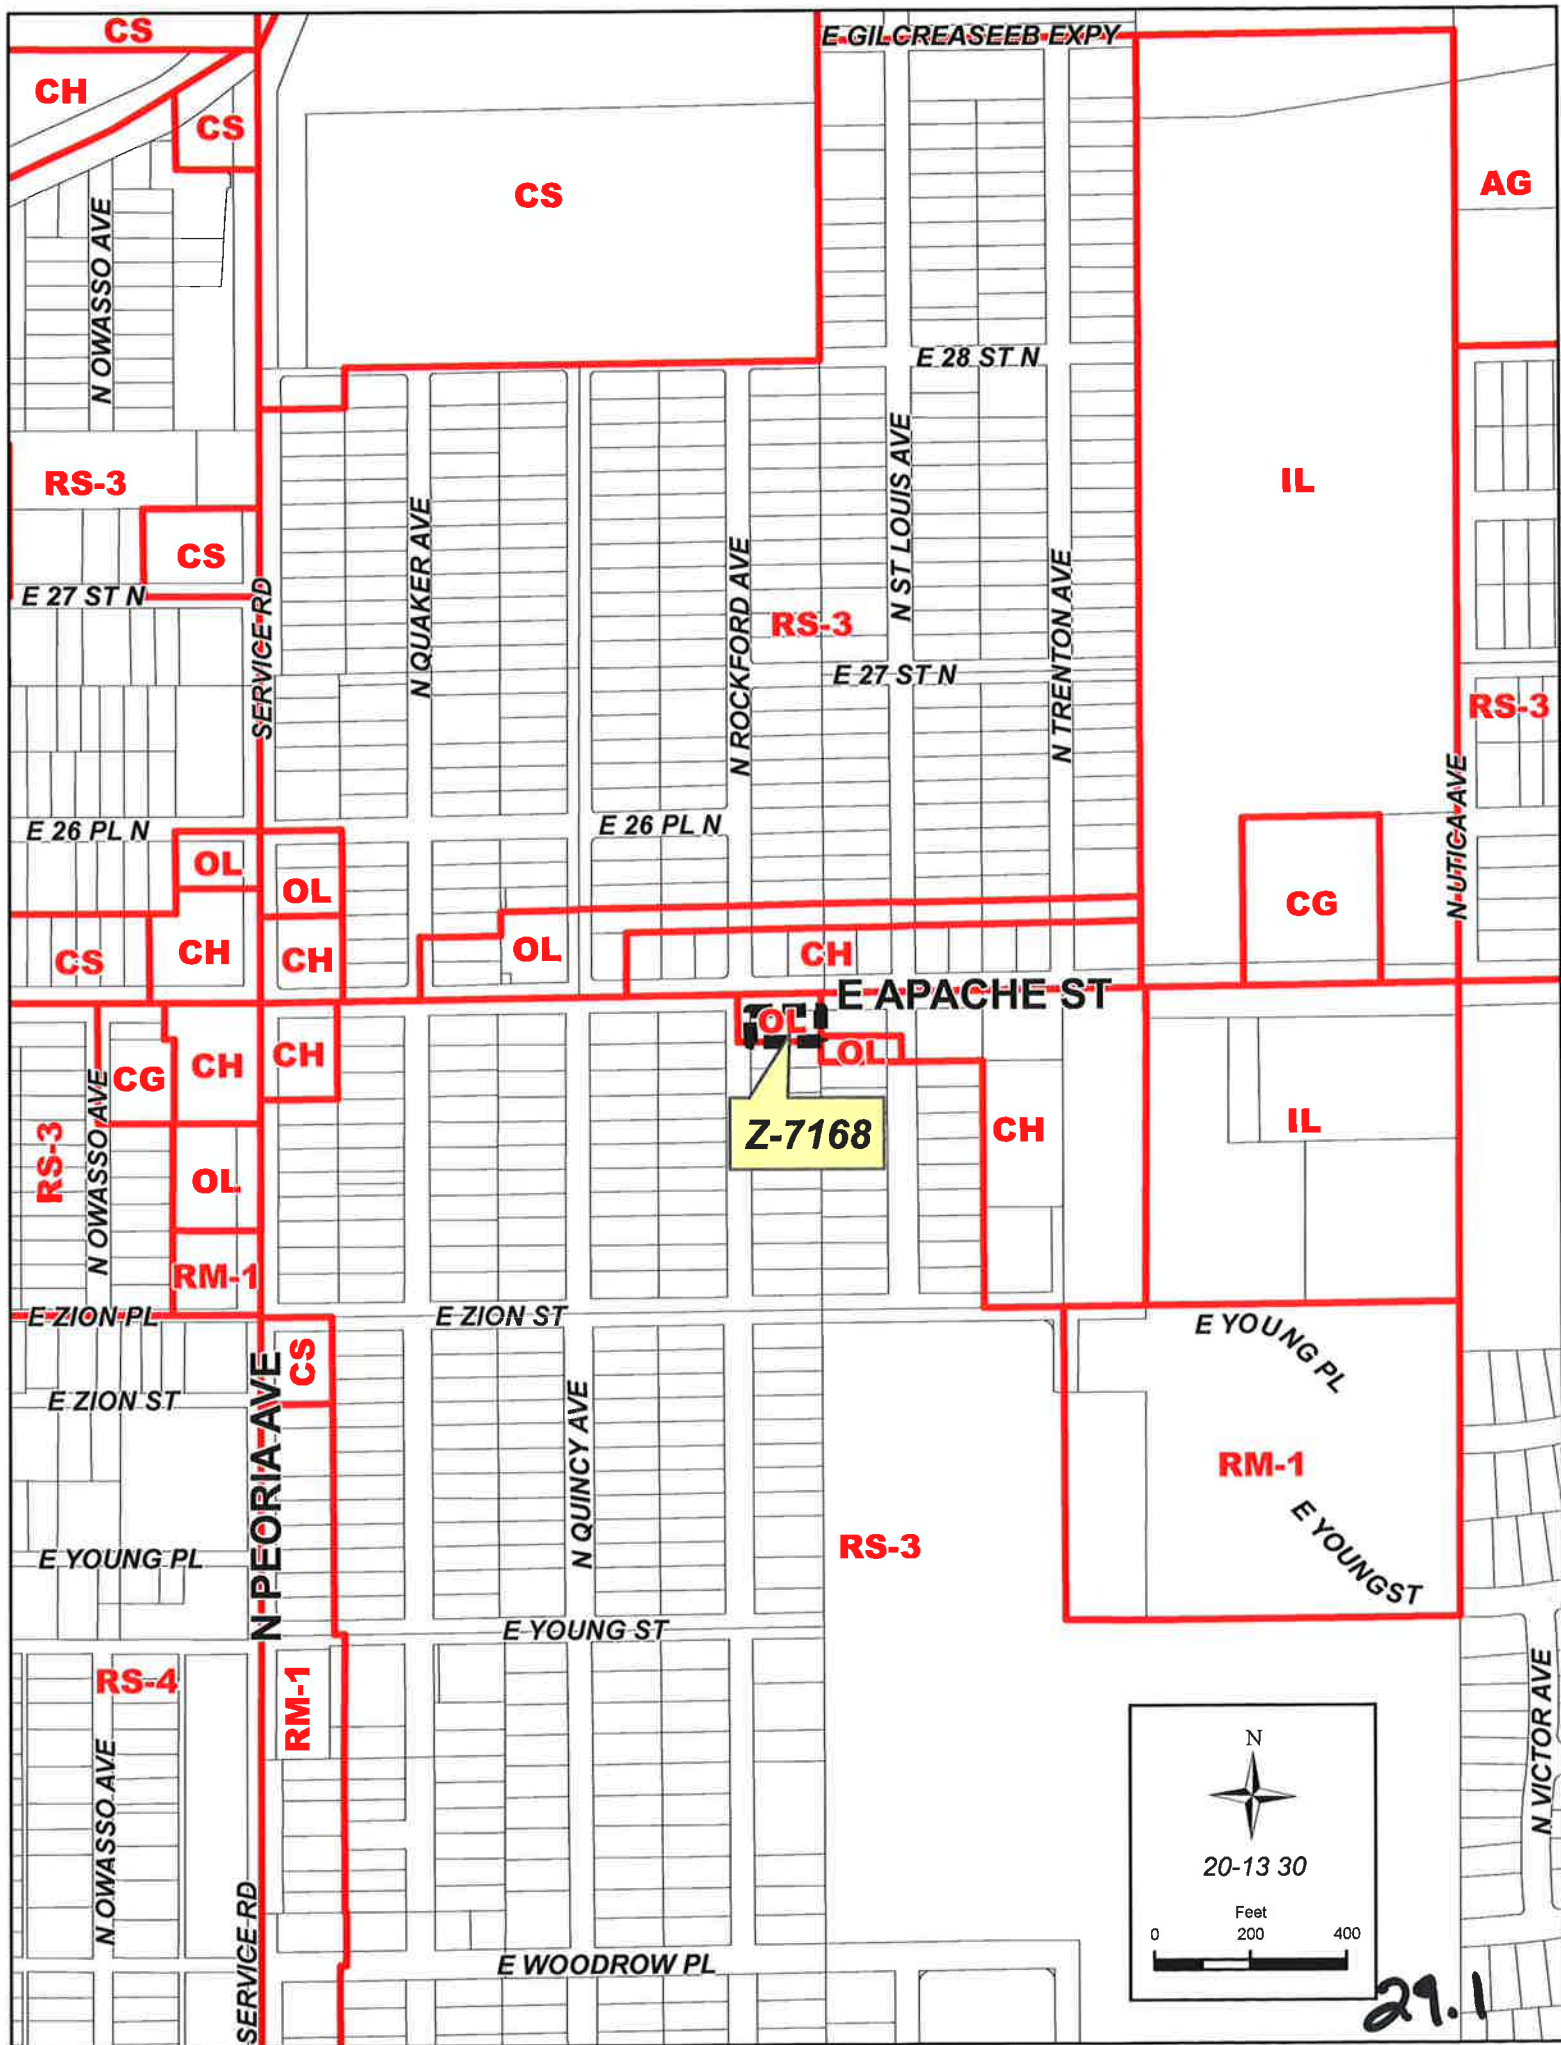 CS
E GILCREASEEB EXPY
CH
CS
CS
AG
N OWASSO AVE
E 28 ST N
RS-3
IL
N ST LOUIS AVE
N QUAKER AVE
CS
N ROCKFORD AVE
N TRENTON AVE
E 27 ST N
SERVICE RD
RS-3
E 27 ST N
RS-3
N UTICA AVE
E 26 PL N
E 26 PL N
OL
OL
CG
CS
CH
CH
OL
CH
E APACHE ST
OL
OL
CH
CH
CG
N OWASSO AVE
RS-3
Z-7168
CH
IL
OL
RM-1
E ZION PL
E ZION ST
E YOUNG PL
CS
E ZION ST
N PEORIA AVE
N QUINCY AVE
RM-1
E YOUNG ST
E YOUNG PL
RS-3
E YOUNG ST
RS-4
RM-1
N VICTOR AVE
N OWASSO AVE
N
20-13 30
Feet
0 200 400
SERVICE RD
E WOODROW PL
29.1